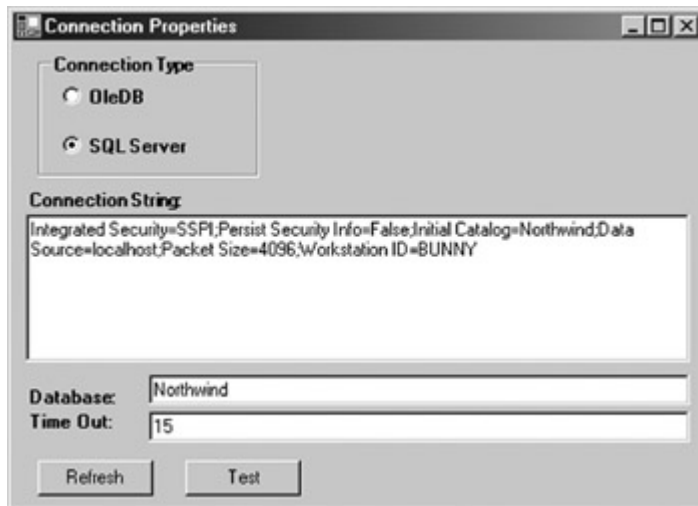 Connection Properties
Connection Type
OleDB
SQL Server
Connection String:
Integrated Security=SSPI;Persist Security Info=False;Initial Catalog=Northwind;Data
Source=localhost;Packet Size=4096;Workstation ID=BUNNY
Database:
Northwind
Time Out:
15
Refresh
Test